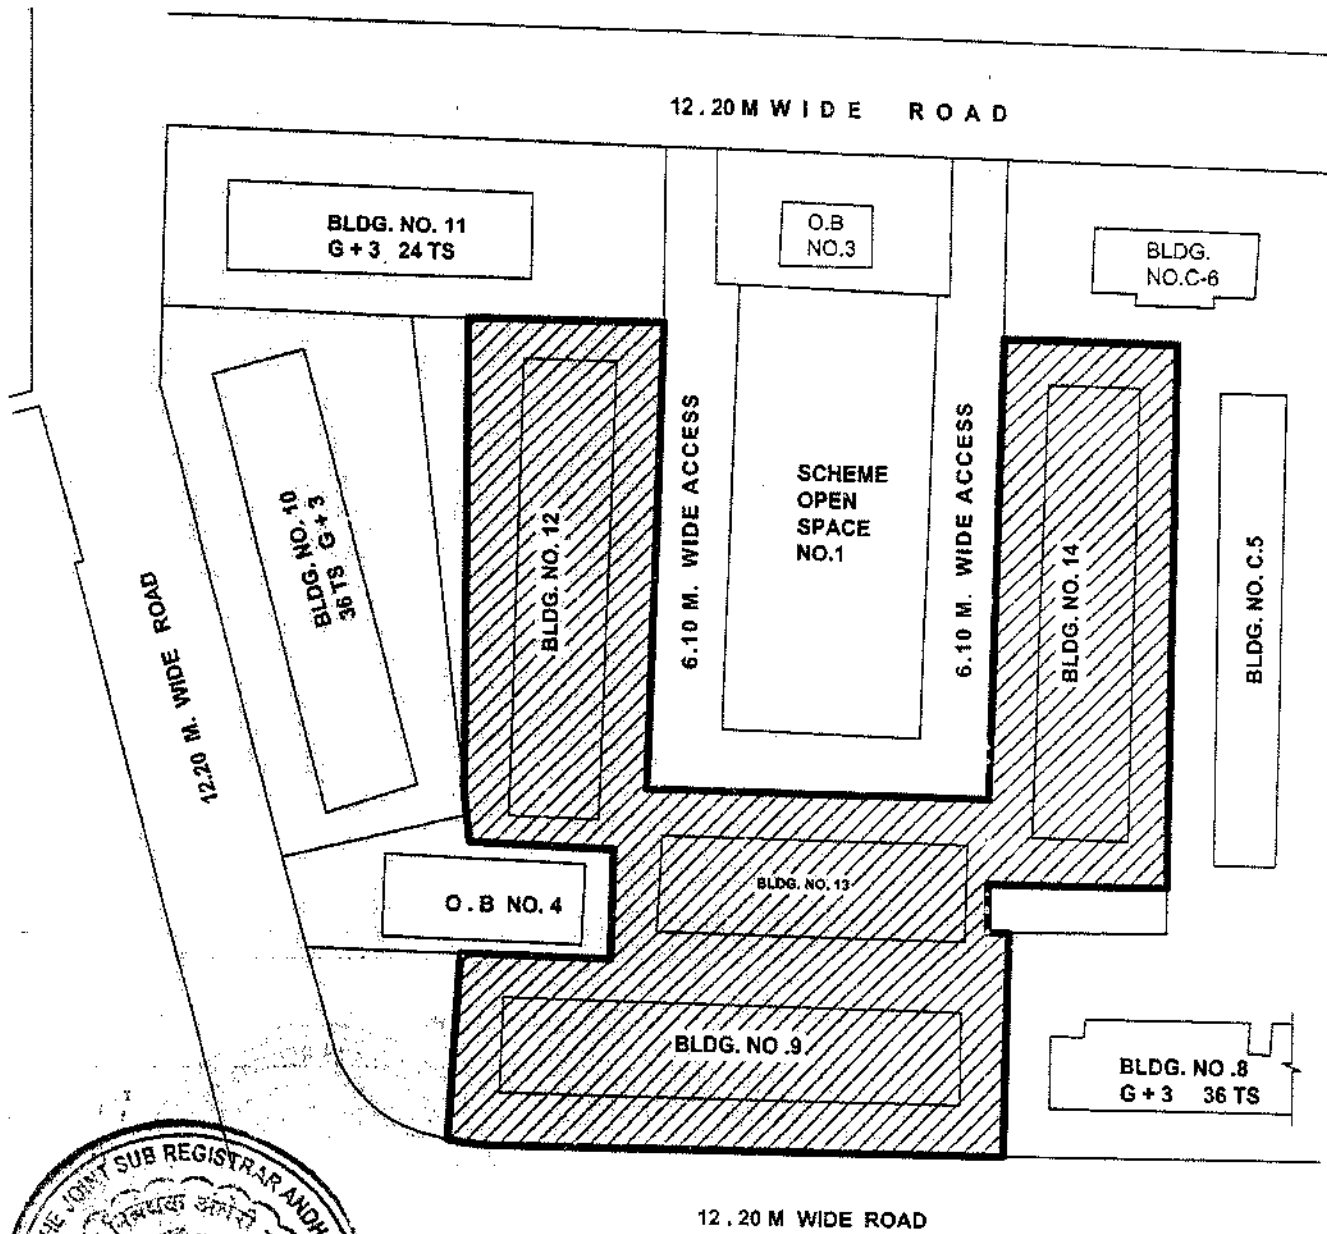 12.20 M WIDE ROAD
BLDG. NO. 11
G + 3 24 TS
O.B
NO.3
BLDG.
NO.C-6
BLDG. NO. 10
36 TS G + 3
BLDG. NO. 12
6.10 M. WIDE ACCESS
SCHEME
OPEN
SPACE
NO.1
6.10 M. WIDE ACCESS
BLDG. NO. 14
BLDG. NO. C.5
12.20 M. WIDE ROAD
O.B NO. 4
BLDG. NO. 13
BLDG. NO .9.
BLDG. NO .8
G + 3 36 TS
JOINT SUB REGISTRAR
12.20 M WIDE ROAD